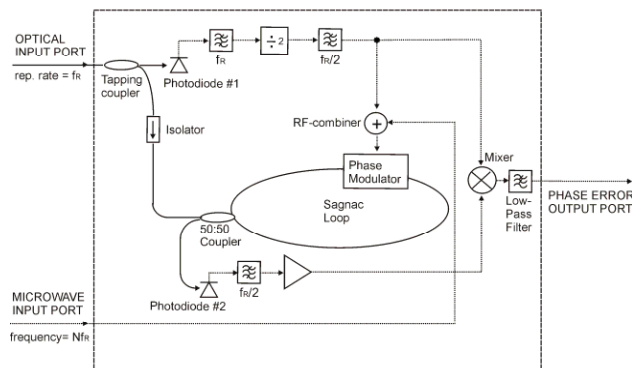 OPTICAL
INPUT PORT
rep. rate = fR
Tapping
coupler
Photodiode #1
fR
÷2
fR/2
Isolator
RF-combiner
+
Phase
Modulator
Mixer
Low-
Pass
Filter
PHASE ERROR
OUTPUT PORT
Sagnac
Loop
50:50
Coupler
Photodiode #2
fR/2
MICROWAVE
INPUT PORT
frequency= NfR